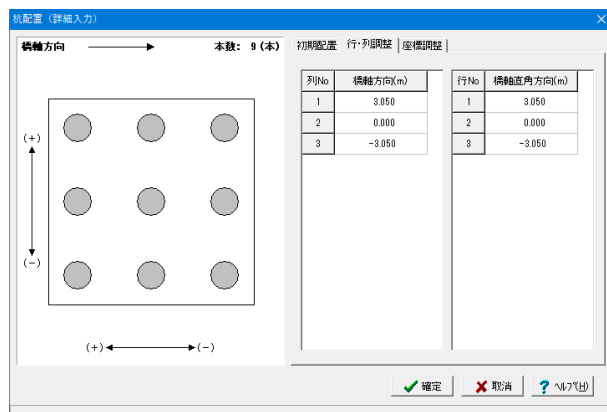 杭配置（詳細入力）
橋軸方向 本数： 9（本）
(+)
(-)
(+) (-)
初期配置 行・列調整 座標調整
列No 橋軸方向(m)
1 3.050
2 0.000
3 -3.050
行No 橋軸直角方向(m)
1 3.050
2 0.000
3 -3.050
確定 取消 ? ﾍﾙﾌﾟ(H)